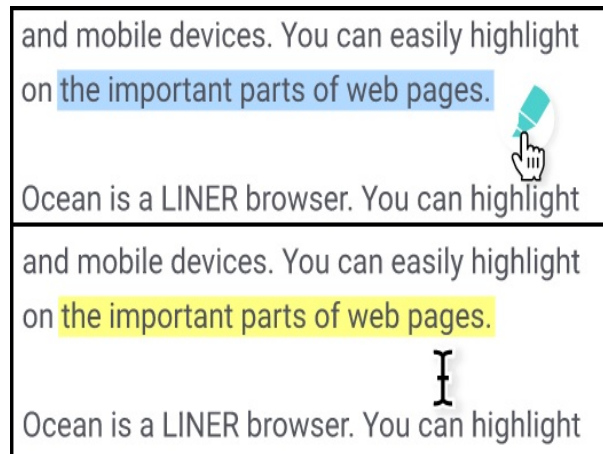 and mobile devices. You can easily highlight
on the important parts of web pages.
Ocean is a LINER browser. You can highlight
and mobile devices. You can easily highlight
on the important parts of web pages.
Ocean is a LINER browser. You can highlight